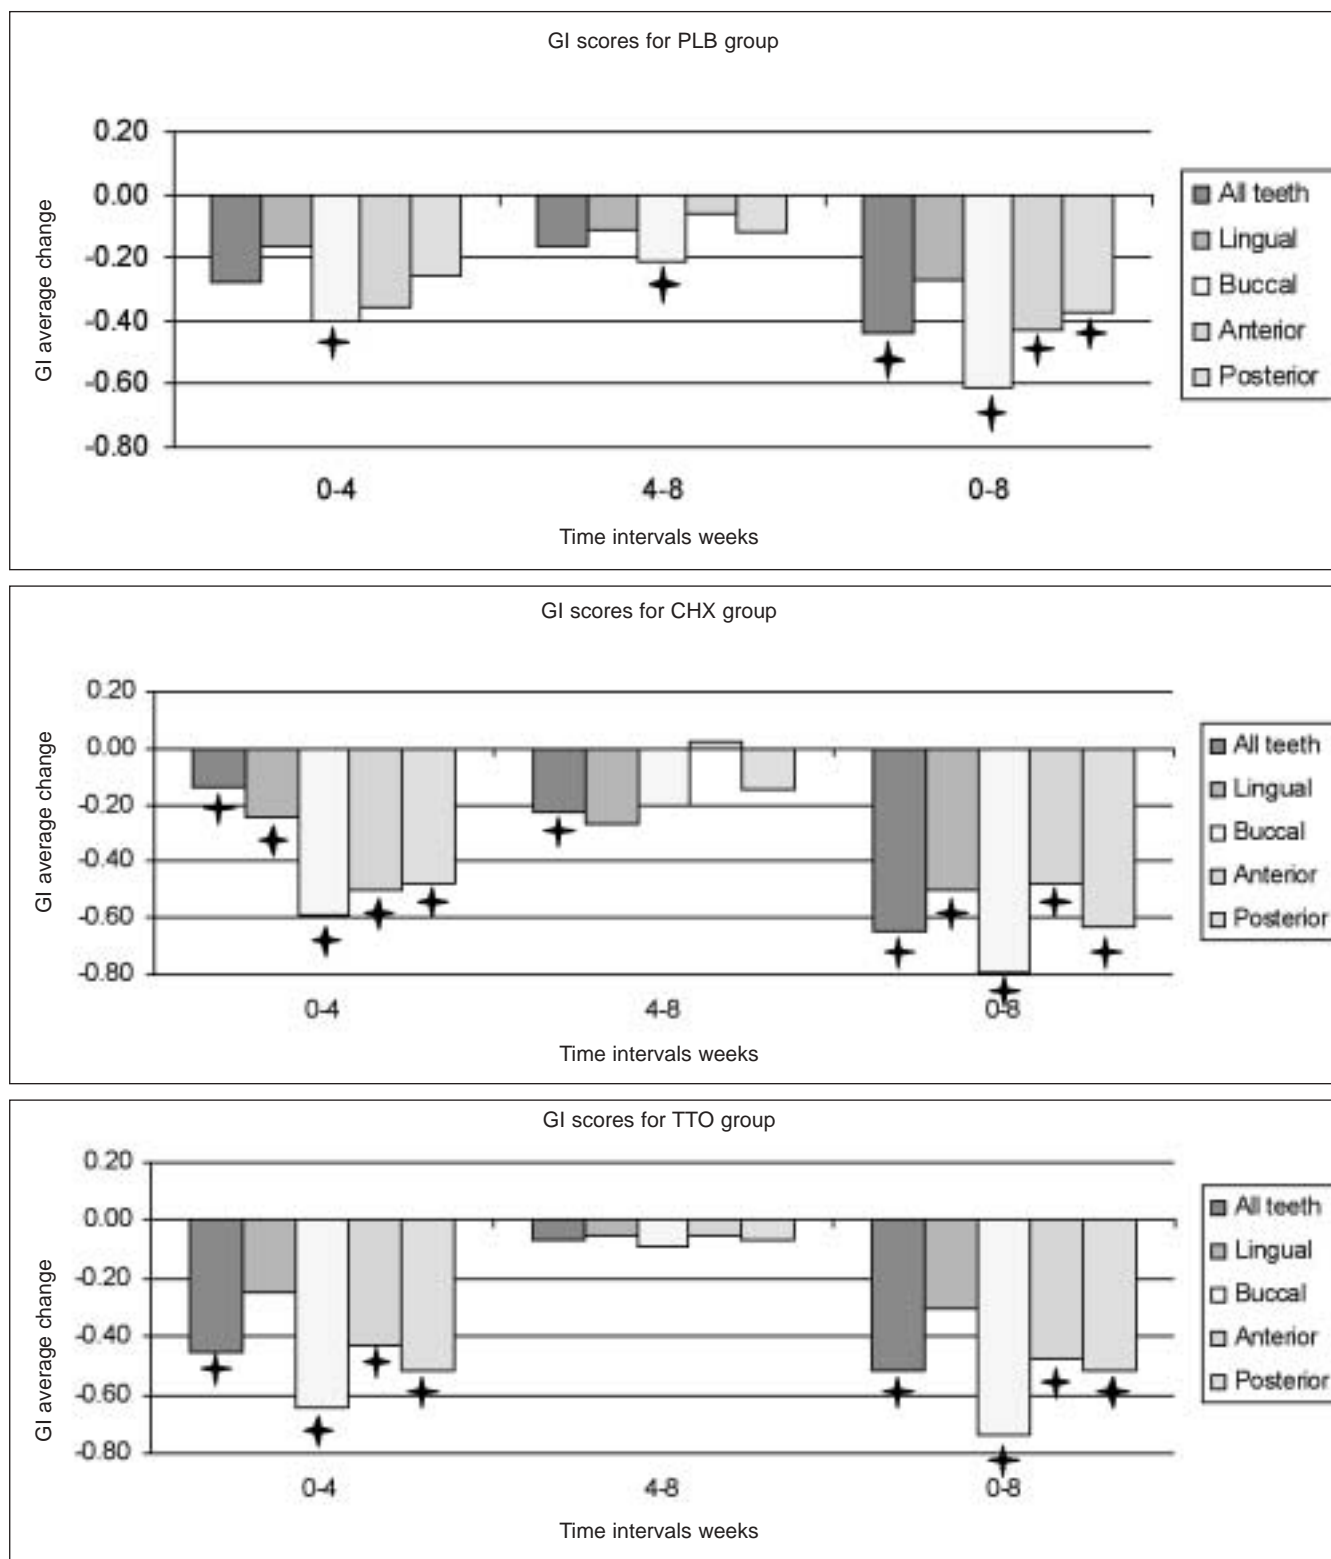 GI scores for PLB group
GI average change
0.20
0.00
-0.20
-0.40
-0.60
-0.80
0-4 4-8 0-8
Time intervals weeks
All teeth
Lingual
Buccal
Anterior
Posterior
GI scores for CHX group
GI average change
0.20
0.00
-0.20
-0.40
-0.60
-0.80
0-4 4-8 0-8
Time intervals weeks
All teeth
Lingual
Buccal
Anterior
Posterior
GI scores for TTO group
GI average change
0.20
0.00
-0.20
-0.40
-0.60
-0.80
0-4 4-8 0-8
Time intervals weeks
All teeth
Lingual
Buccal
Anterior
Posterior